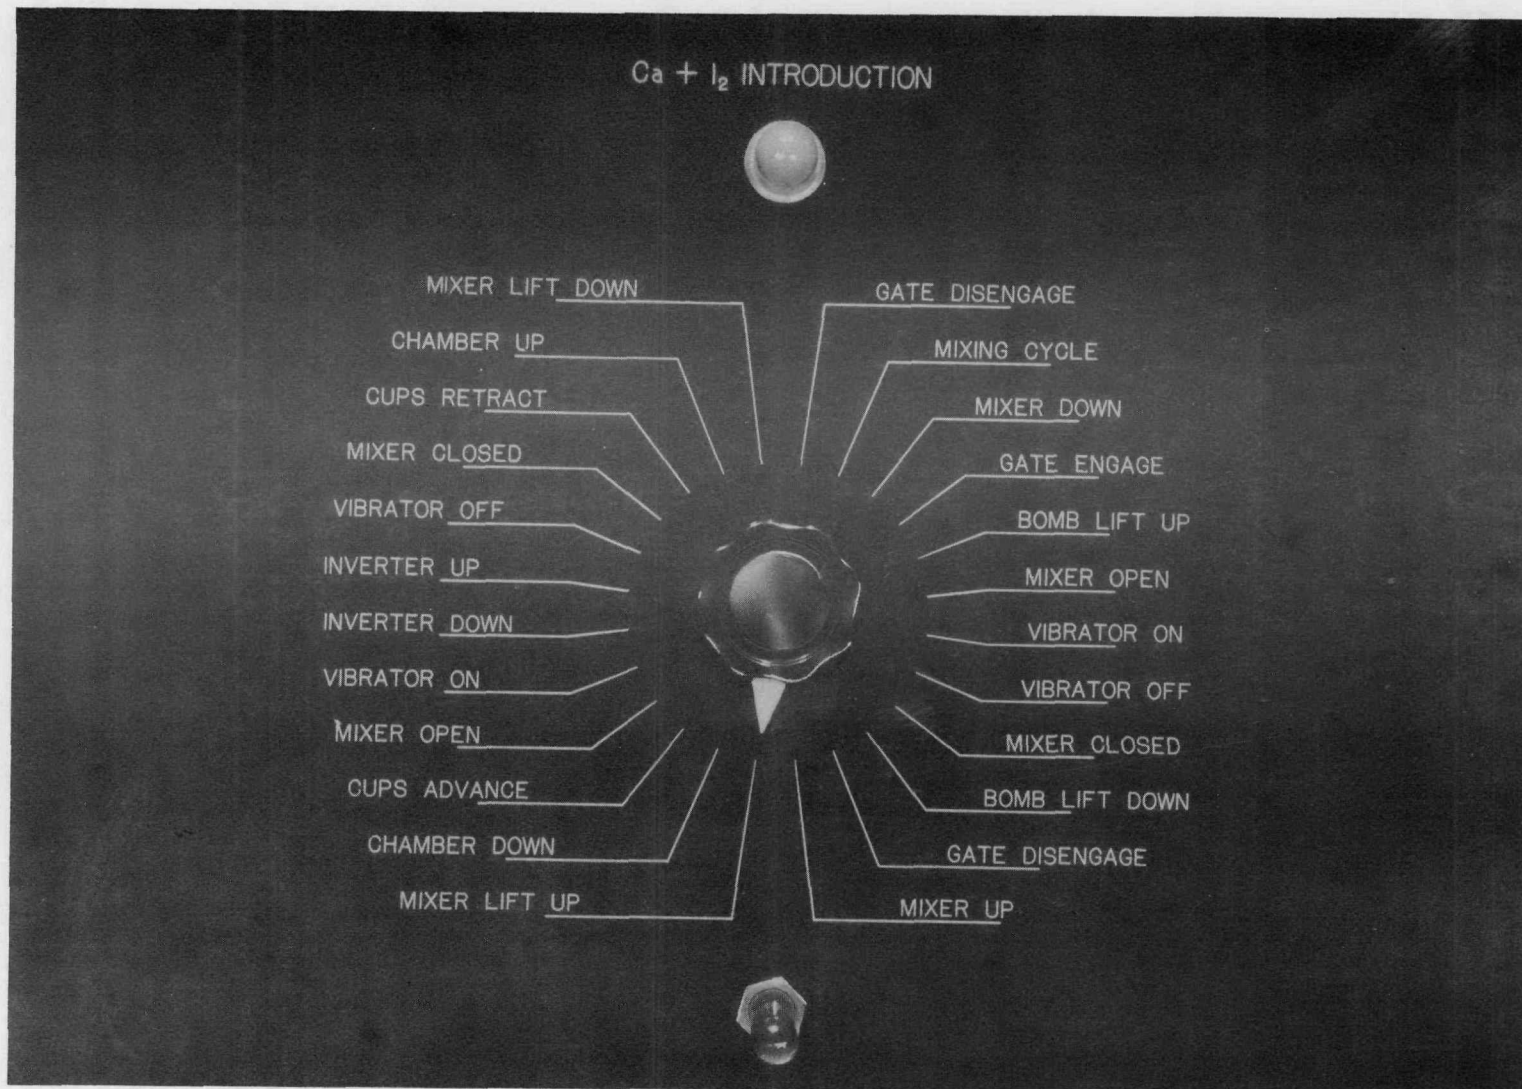 Ca + I₂ INTRODUCTION
MIXER LIFT DOWN
CHAMBER UP
CUPS RETRACT
MIXER CLOSED
VIBRATOR OFF
INVERTER UP
INVERTER DOWN
VIBRATOR ON
MIXER OPEN
CUPS ADVANCE
CHAMBER DOWN
MIXER LIFT UP
GATE DISENGAGE
MIXING CYCLE
MIXER DOWN
GATE ENGAGE
BOMB LIFT UP
MIXER OPEN
VIBRATOR ON
VIBRATOR OFF
MIXER CLOSED
BOMB LIFT DOWN
GATE DISENGAGE
MIXER UP